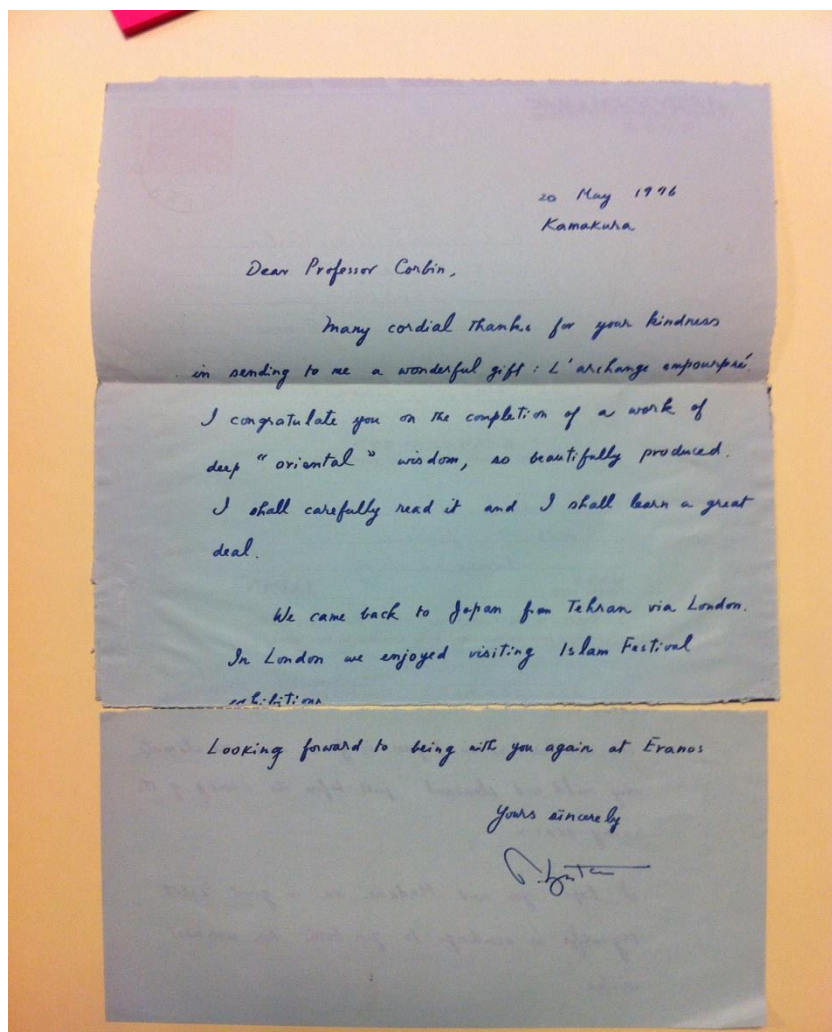 20 May 1976
Kamakura
Dear Professor Corbin,
Many cordial thanks for your kindness
in sending to me a wonderful gift : L'archange empourpré.
I congratulate you on the completion of a work of
deep "oriental" wisdom, so beautifully produced.
I shall carefully read it and I shall learn a great
deal.
We came back to Japan from Tehran via London.
In London we enjoyed visiting Islam Festival
exhibitions
Looking forward to being with you again at Eranos
Yours sincerely